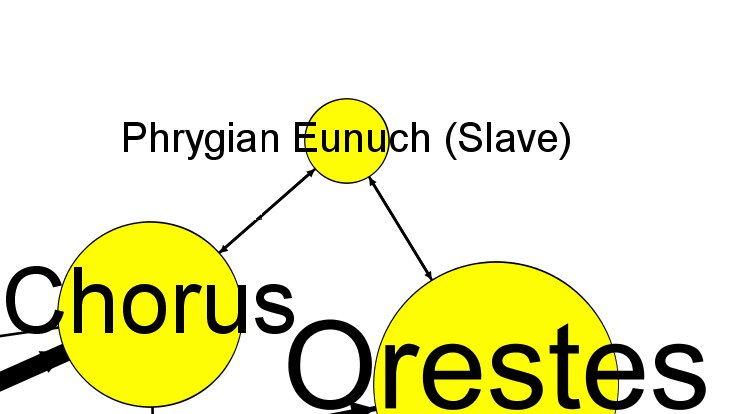 Phrygian Eunuch (Slave)
Chorus
Orestes